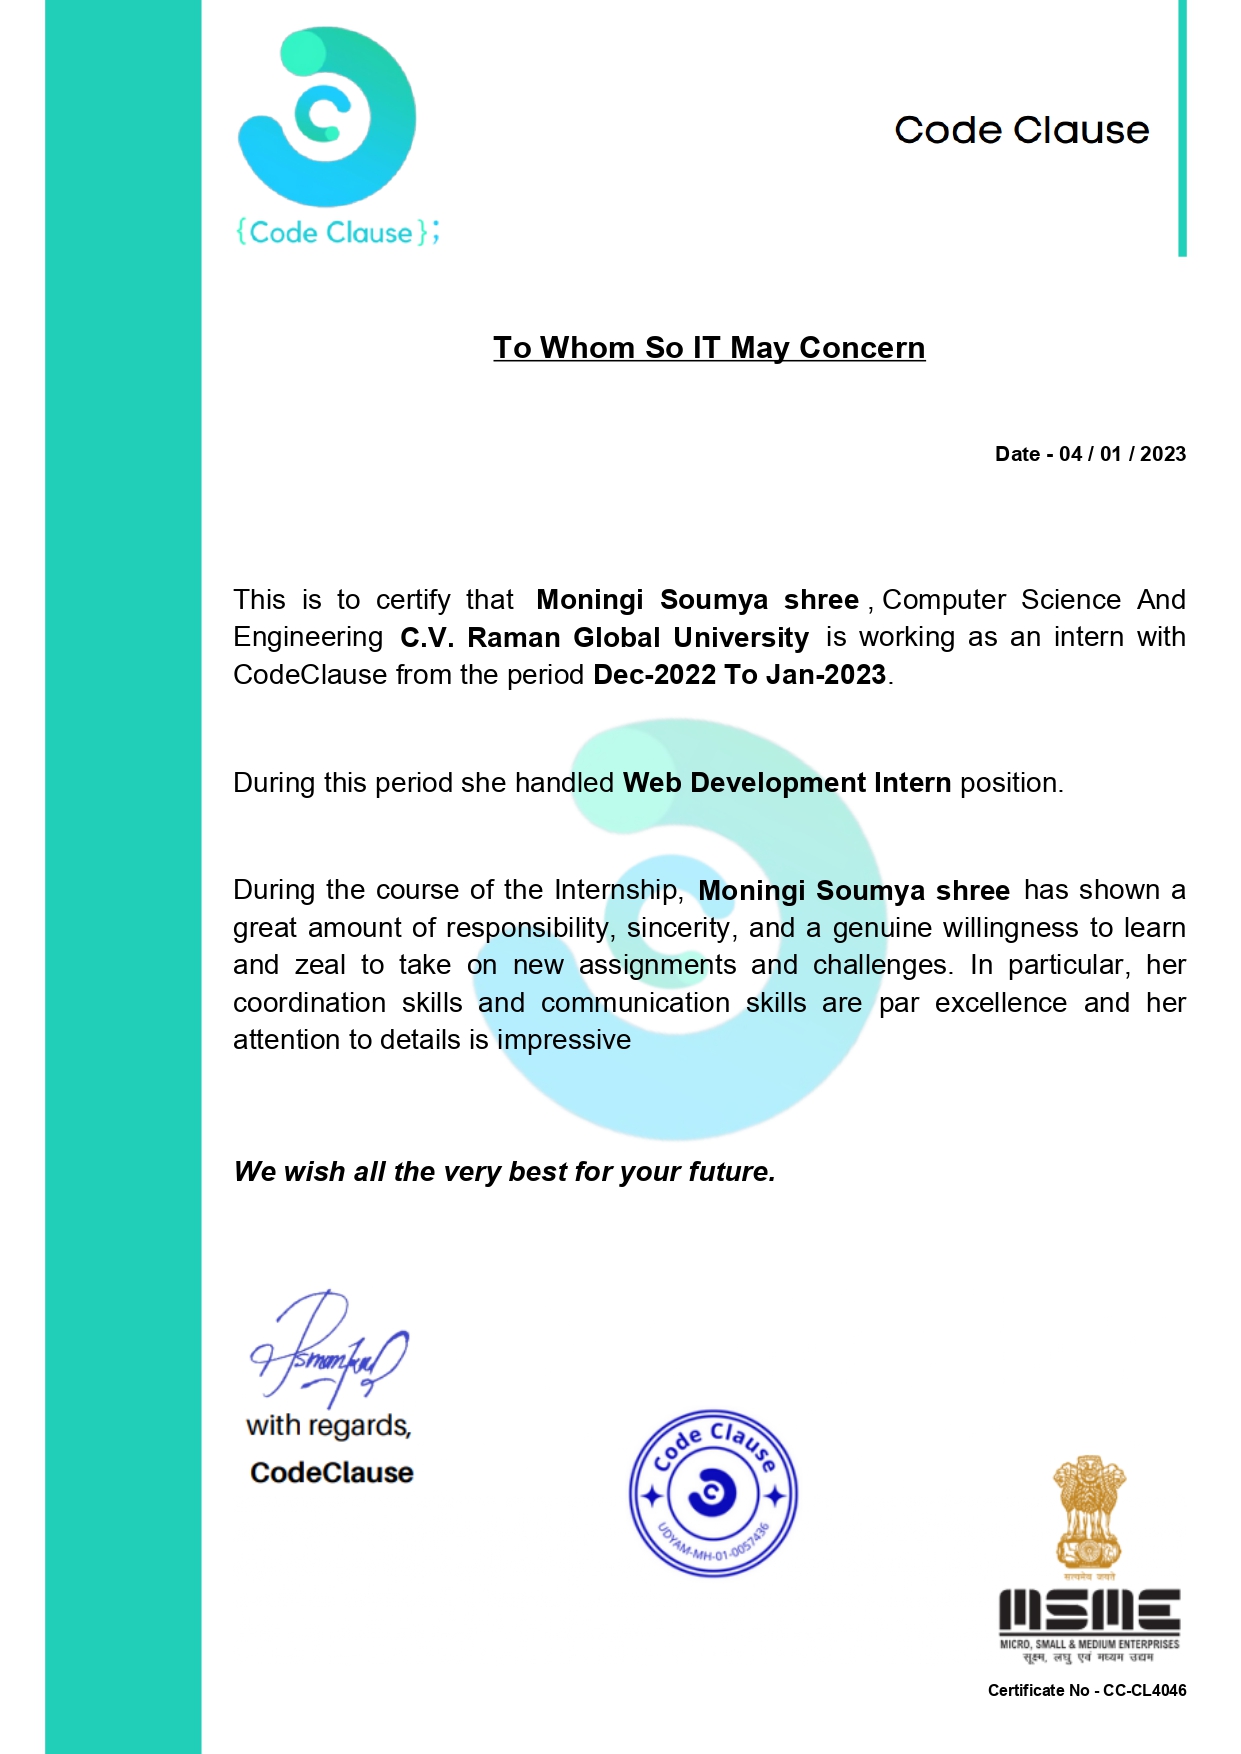 {Code Clause};
Code Clause
To Whom So IT May Concern
Date - 04 / 01 / 2023
This is to certify that Moningi Soumya shree , Computer Science And
Engineering C.V. Raman Global University is working as an intern with
CodeClause from the period Dec-2022 To Jan-2023.
During this period she handled Web Development Intern position.
During the course of the Internship, Moningi Soumya shree has shown a
great amount of responsibility, sincerity, and a genuine willingness to learn
and zeal to take on new assignments and challenges. In particular, her
coordination skills and communication skills are par excellence and her
attention to details is impressive
We wish all the very best for your future.
with regards,
CodeClause
Code Clause
UDYAM-MH-01-0057436
सत्यमेव जयते
MSME
MICRO, SMALL & MEDIUM ENTERPRISES
सूक्ष्म, लघु एवं मध्यम उद्यम
Certificate No - CC-CL4046